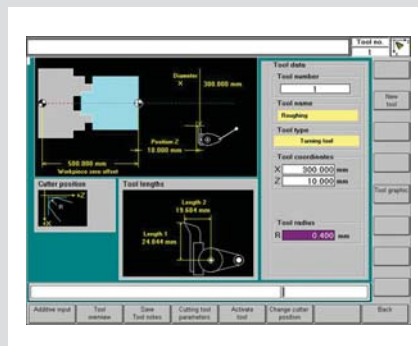 Tool no.
1
Diameter
X 300.000 mm
Position Z
10.000 mm
500.000 mm
Workpiece zero offset
Cutter position
+Z
R
+X
Tool lengths
Length 2
19.604 mm
Length 1
24.844 mm
Tool data
Tool number
1
Tool name
Roughing
Tool type
Turning tool
Tool coordinates
X 300.000 mm
Z 10.000 mm
Tool radius
R 0.400 mm
New tool
Tool graphic
Additive input
Tool overview
Save Tool notes
Cutting tool parameters
Activate tool
Change cutter position
Back